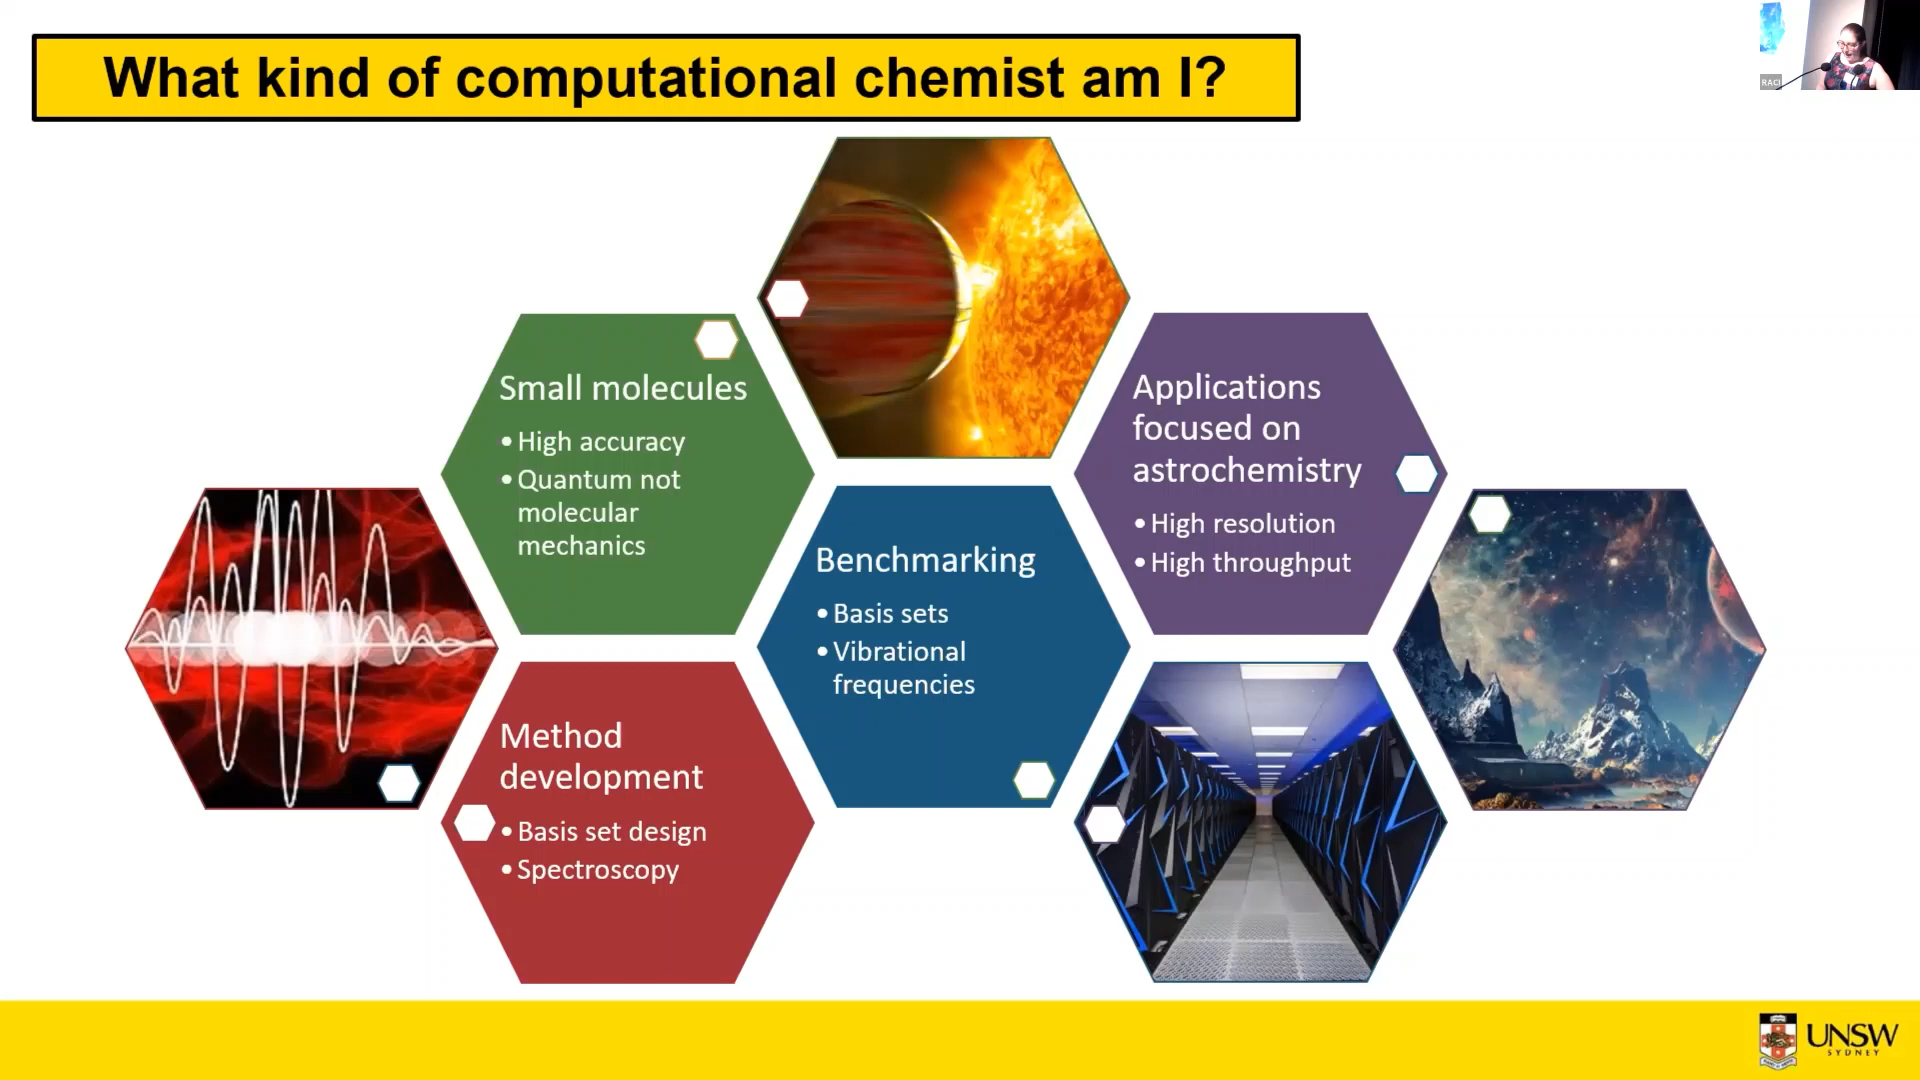 What kind of computational chemist am I?
RACI
Small molecules
• High accuracy
• Quantum not
molecular
mechanics
Applications
focused on
astrochemistry
• High resolution
• High throughput
Benchmarking
• Basis sets
• Vibrational
frequencies
Method
development
• Basis set design
• Spectroscopy
UNSW
SYDNEY